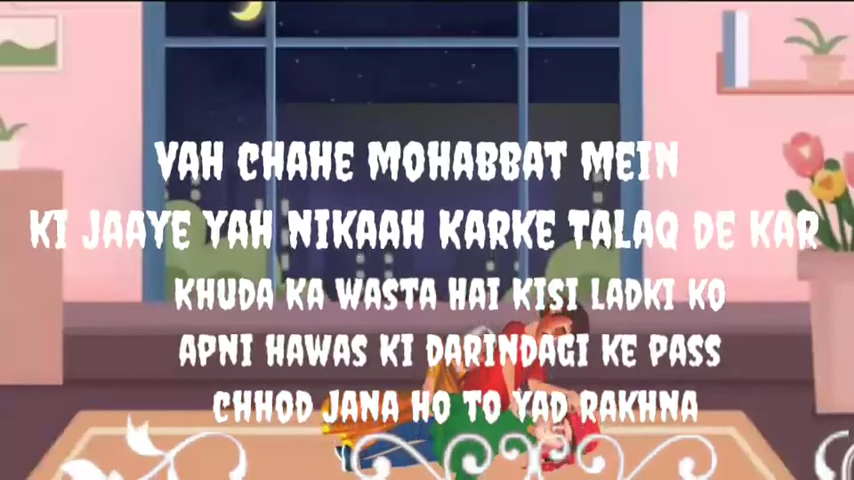 YAH CHAHE MOHABBAT MEIN
KI JAAYE YAH NIKAAH KARKE TALAQ DE KAR
KHUDA KA WASTA HAI KISI LADKI KO
APNI HAWAS KI DARINDAGI KE PASS
CHHOD JANA HO TO YAD RAKHNA